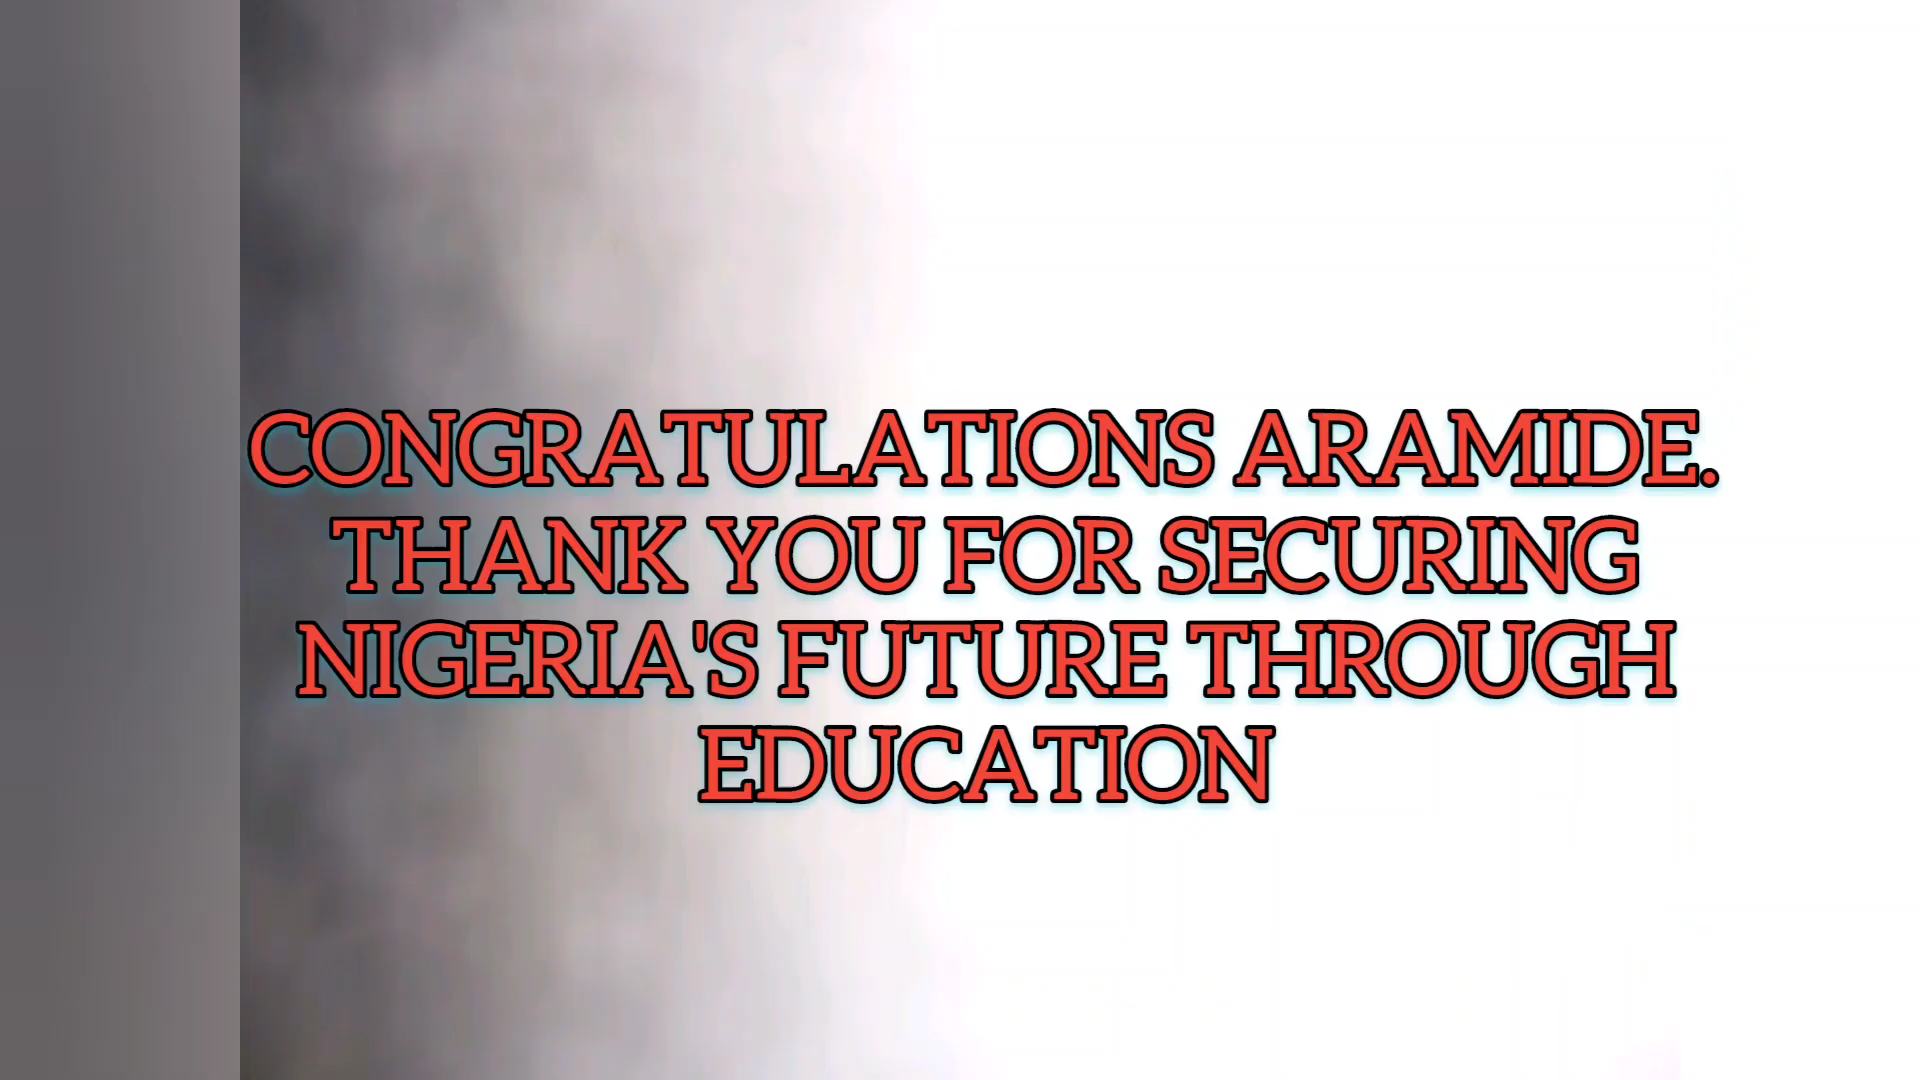 CONGRATULATIONS ARAMIDE.
THANK YOU FOR SECURING
NIGERIA'S FUTURE THROUGH
EDUCATION